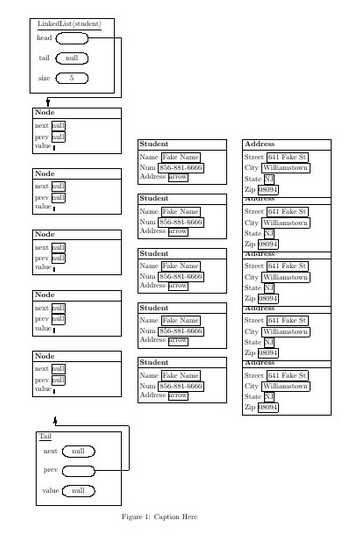 LinkedList(student)
head
tail null
size 5
Node
next null
prev null
value
Node
next null
prev null
value
Node
next null
prev null
value
Node
next null
prev null
value
Node
next null
prev null
value
Student
Name Fake Name
Num 856-881-6666
Address arrow
Student
Name Fake Name
Num 856-881-6666
Address arrow
Student
Name Fake Name
Num 856-881-6666
Address arrow
Student
Name Fake Name
Num 856-881-6666
Address arrow
Student
Name Fake Name
Num 856-881-6666
Address arrow
Address
Street 641 Fake St
City Williamstown
State NJ
Zip 08094
Address
Street 641 Fake St
City Williamstown
State NJ
Zip 08094
Address
Street 641 Fake St
City Williamstown
State NJ
Zip 08094
Address
Street 641 Fake St
City Williamstown
State NJ
Zip 08094
Address
Street 641 Fake St
City Williamstown
State NJ
Zip 08094
Tail
next null
prev
value null
Figure 1: Caption Here